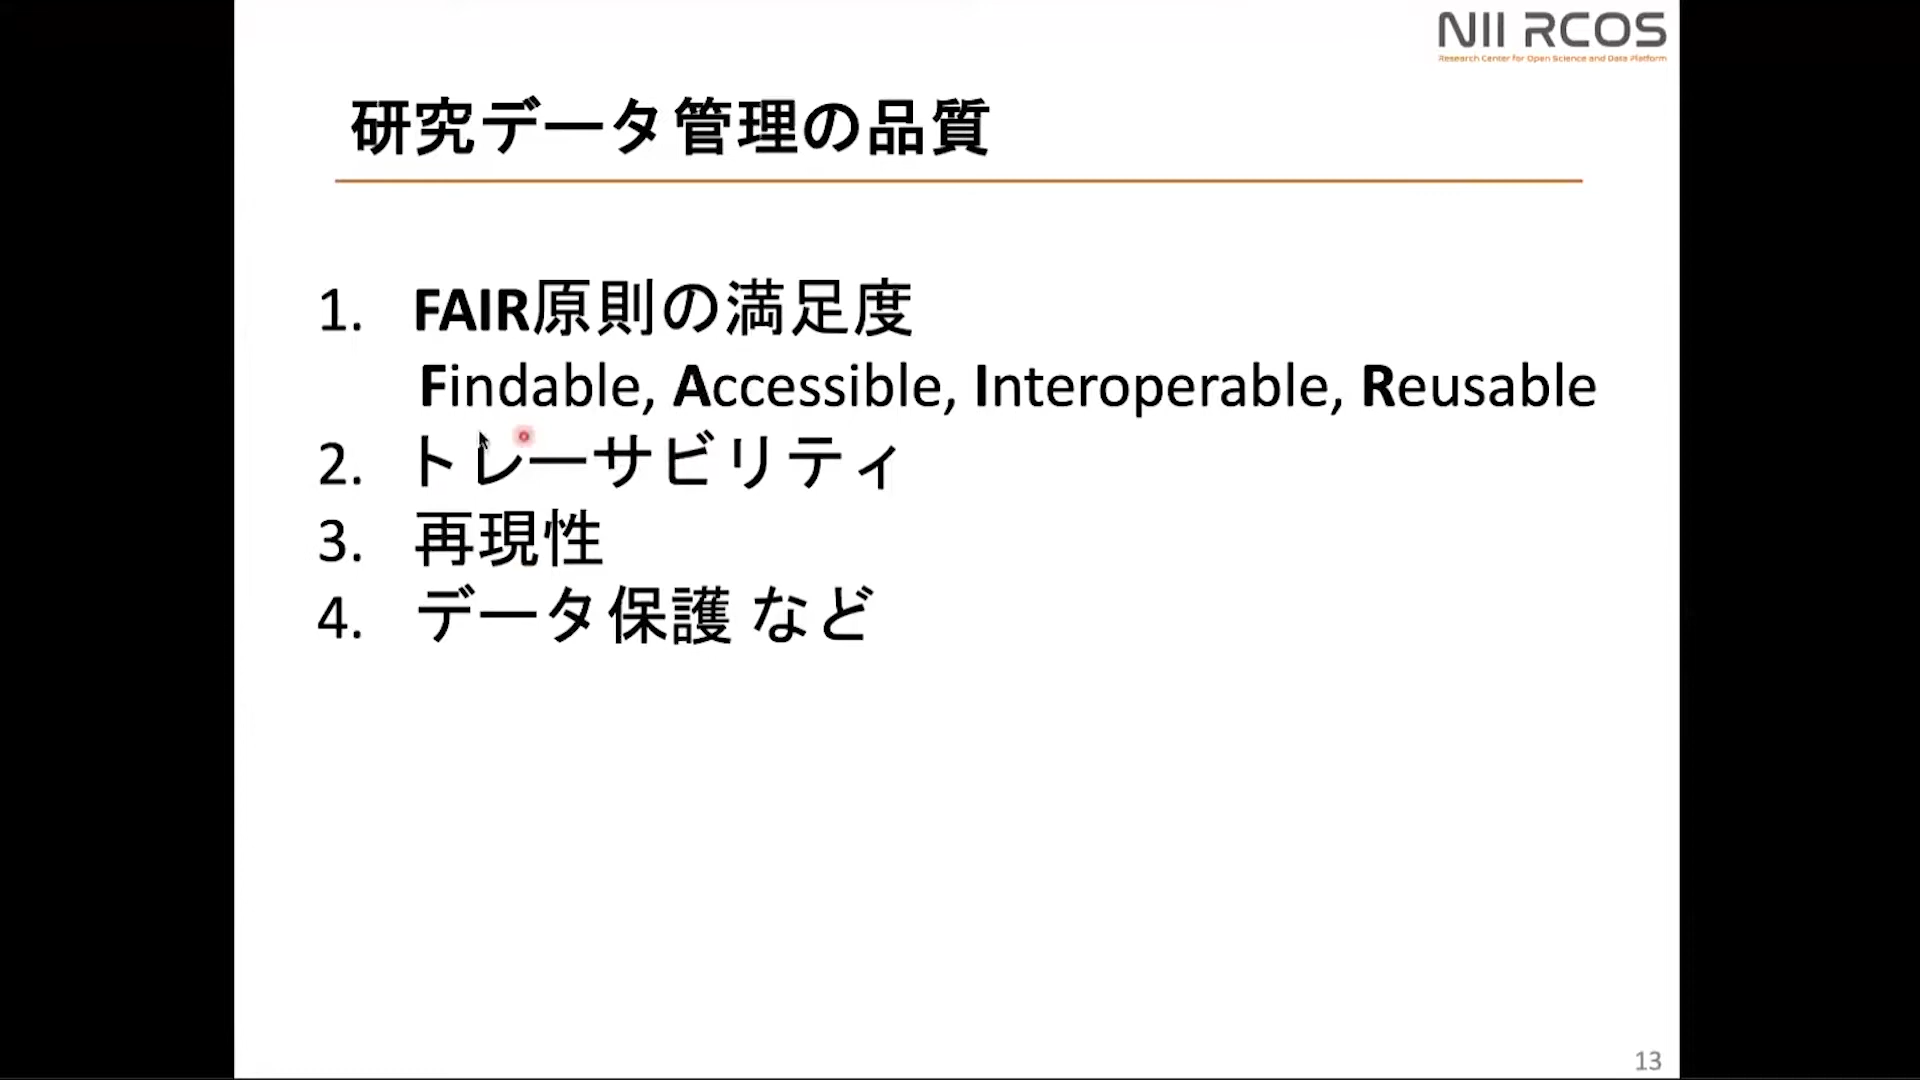 NII RCOS
Research Center for Open Science and Data Platform
研究データ管理の品質
1. FAIR原則の満足度
Findable, Accessible, Interoperable, Reusable
2. トレーサビリティ
3. 再現性
4. データ保護 など
13